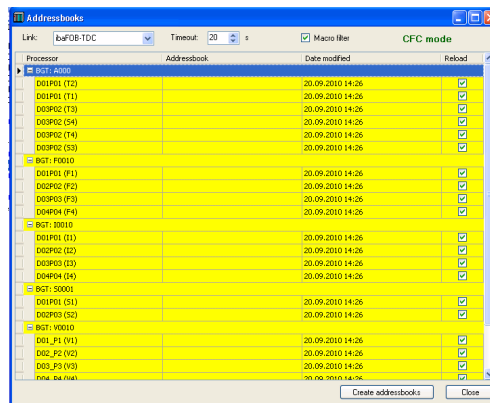 Addressbooks
Link: ibaFOB-TDC Timeout: 20 s Macro filter CFC mode
Processor Addressbook Date modified Reload
BGT: A000
D01P01 (T2) 20.09.2010 14:26
D01P01 (T1) 20.09.2010 14:26
D03P02 (T3) 20.09.2010 14:26
D03P02 (S4) 20.09.2010 14:26
D03P02 (T4) 20.09.2010 14:26
D03P02 (S3) 20.09.2010 14:26
BGT: F0010
D01P01 (F1) 20.09.2010 14:26
D02P02 (F2) 20.09.2010 14:26
D03P03 (F3) 20.09.2010 14:26
D04P04 (F4) 20.09.2010 14:26
BGT: I0010
D01P01 (I1) 20.09.2010 14:26
D02P02 (I2) 20.09.2010 14:26
D03P03 (I3) 20.09.2010 14:26
D04P04 (I4) 20.09.2010 14:26
BGT: S0001
D01P01 (S1) 20.09.2010 14:26
D02P03 (S2) 20.09.2010 14:26
BGT: V0010
D01_P1 (V1) 20.09.2010 14:26
D02_P2 (V2) 20.09.2010 14:26
D03_P3 (V3) 20.09.2010 14:26
D04_P4 (V4) 20.09.2010 14:26
Create addressbooks Close